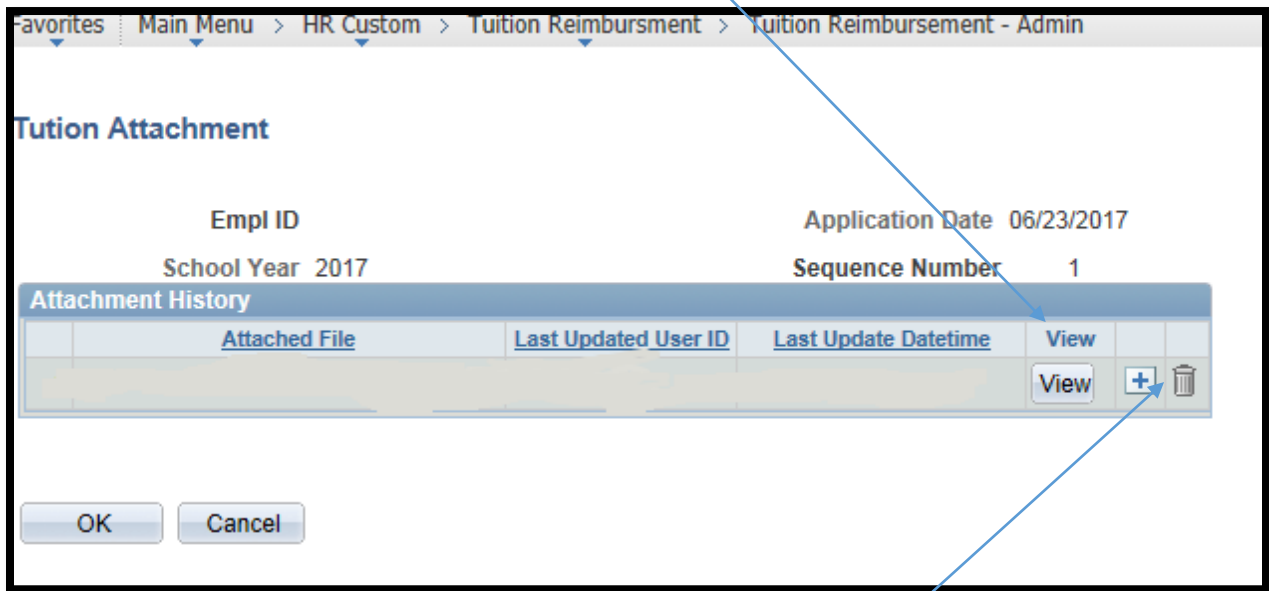 Favorites Main Menu > HR Custom > Tuition Reimbursment > Tuition Reimbursement - Admin
Tution Attachment
Empl ID Application Date 06/23/2017
School Year 2017 Sequence Number 1
Attachment History
Attached File Last Updated User ID Last Update Datetime View
View
OK Cancel